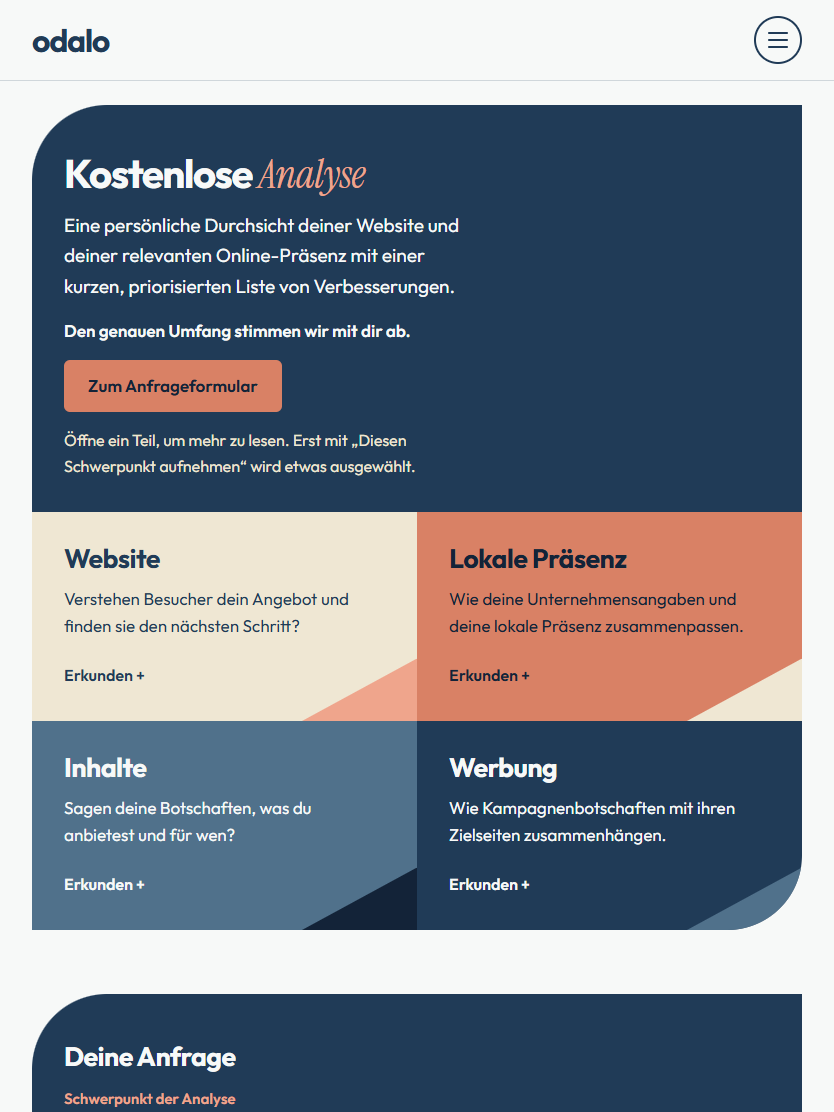 odalo
Kostenlose Analyse
Eine persönliche Durchsicht deiner Website und
deiner relevanten Online-Präsenz mit einer
kurzen, priorisierten Liste von Verbesserungen.
Den genauen Umfang stimmen wir mit dir ab.
Zum Anfrageformular
Öffne ein Teil, um mehr zu lesen. Erst mit „Diesen
Schwerpunkt aufnehmen“ wird etwas ausgewählt.
Website
Verstehen Besucher dein Angebot und
finden sie den nächsten Schritt?
Erkunden +
Lokale Präsenz
Wie deine Unternehmensangaben und
deine lokale Präsenz zusammenpassen.
Erkunden +
Inhalte
Sagen deine Botschaften, was du
anbietest und für wen?
Erkunden +
Werbung
Wie Kampagnenbotschaften mit ihren
Zielseiten zusammenhängen.
Erkunden +
Deine Anfrage
Schwerpunkt der Analyse